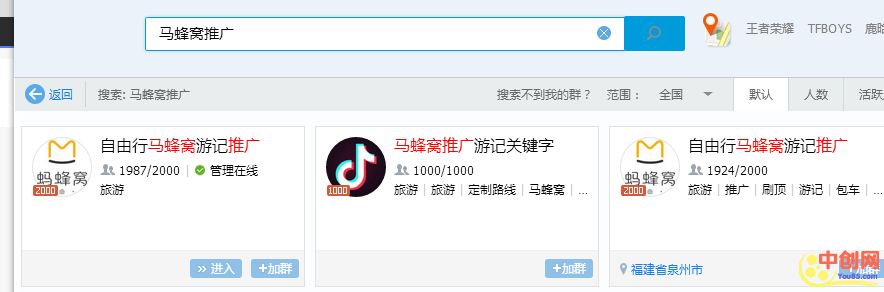 马蜂窝推广
王者荣耀 TFBOYS 鹿晗
返回 搜索: 马蜂窝推广 搜索不到我的群? 范围: 全国 默认 人数 活跃
自由行马蜂窝游记推广
1987/2000 管理在线
旅游
蚂蜂窝
2000
进入 +加群
马蜂窝推广游记关键字
1000/1000
旅游 旅游 定制路线 马蜂窝 ...
1000
+加群
自由行马蜂窝游记推广
1924/2000
旅游 推广 刷顶 游记 包车 ...
蚂蜂窝
2000
福建省泉州市 加群
中创网
You85.com